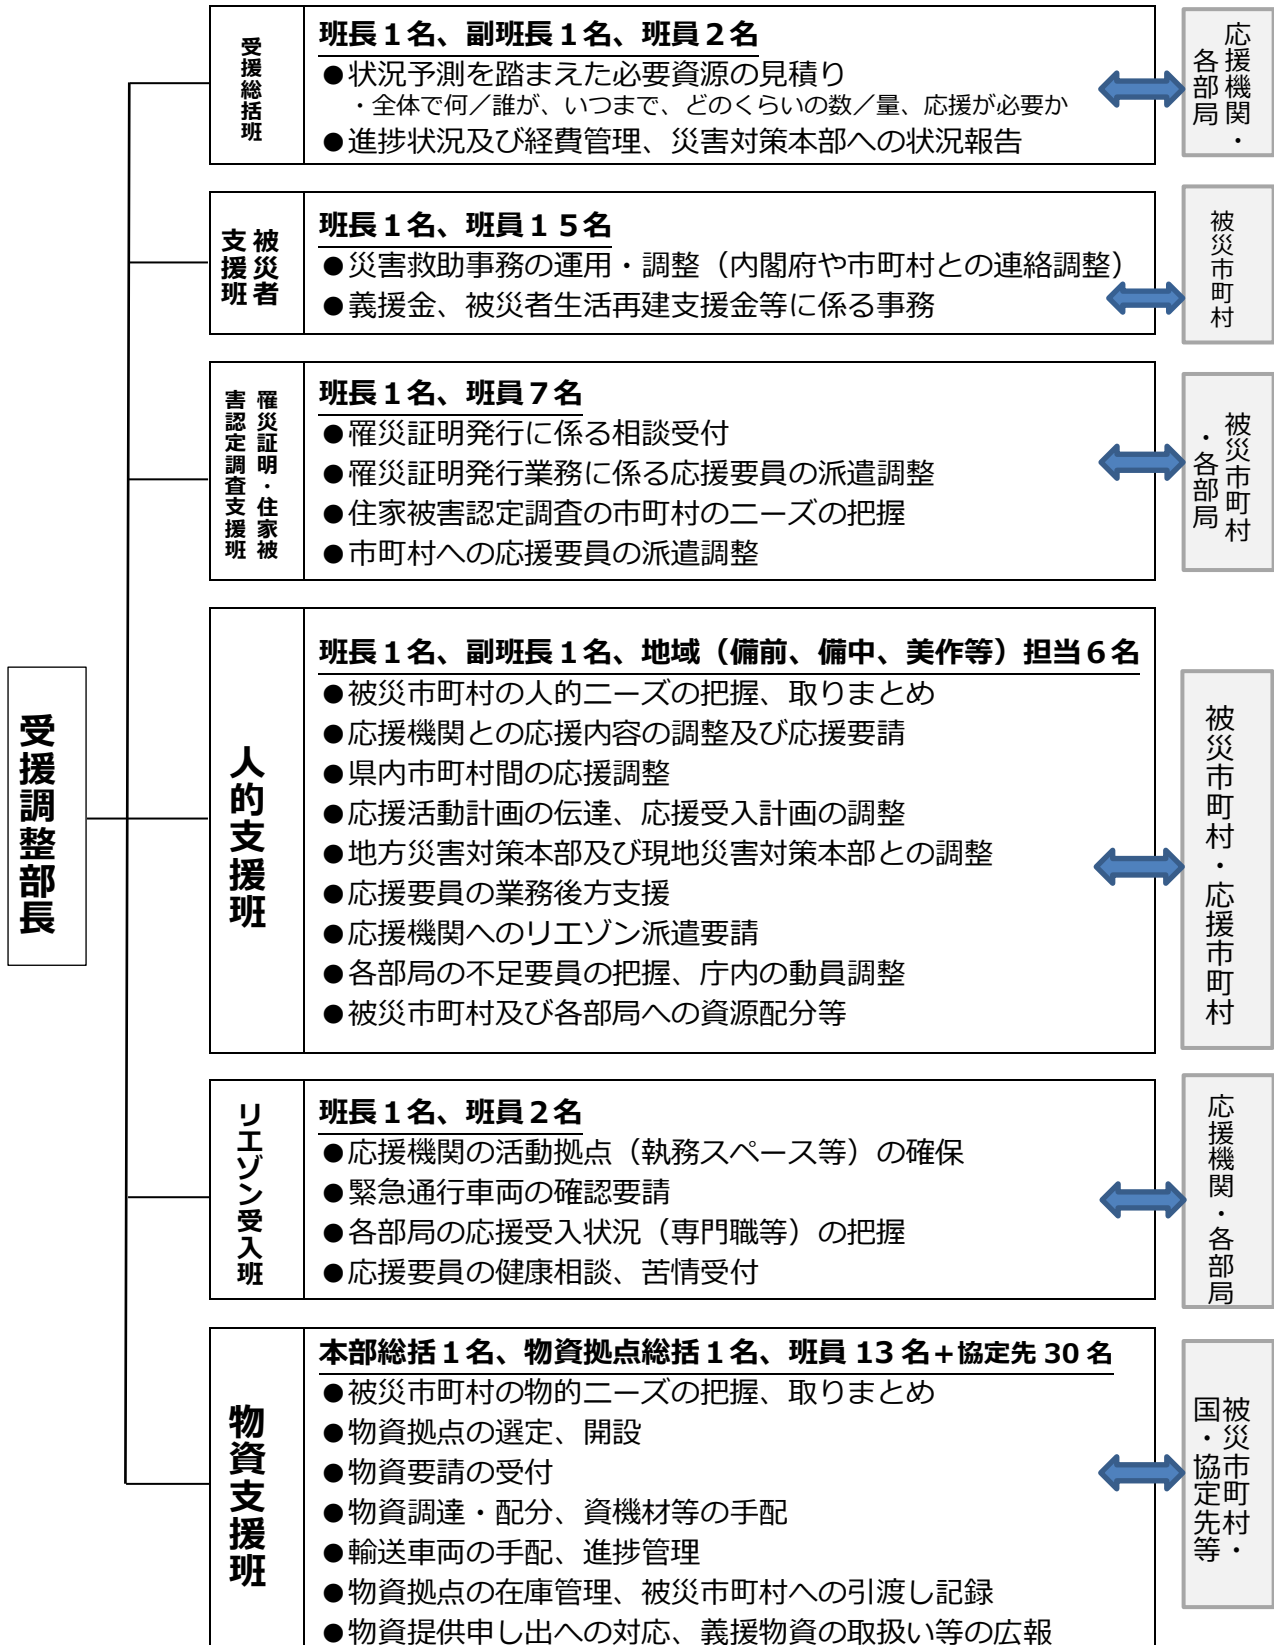 受援調整部長
受援総括班
班長１名、副班長１名、班員２名
●状況予測を踏まえた必要資源の見積り
・全体で何／誰が、いつまで、どのくらいの数／量、応援が必要か
●進捗状況及び経費管理、災害対策本部への状況報告
応援機関・
各部局
被災者
支援班
班長１名、班員１５名
●災害救助事務の運用・調整（内閣府や市町村との連絡調整）
●義援金、被災者生活再建支援金等に係る事務
被災市町村
罹災証明・住家被
害認定調査支援班
班長１名、班員７名
●罹災証明発行に係る相談受付
●罹災証明発行業務に係る応援要員の派遣調整
●住家被害認定調査の市町村のニーズの把握
●市町村への応援要員の派遣調整
被災市町村
・各部局
人的支援班
班長１名、副班長１名、地域（備前、備中、美作等）担当６名
●被災市町村の人的ニーズの把握、取りまとめ
●応援機関との応援内容の調整及び応援要請
●県内市町村間の応援調整
●応援活動計画の伝達、応援受入計画の調整
●地方災害対策本部及び現地災害対策本部との調整
●応援要員の業務後方支援
●応援機関へのリエゾン派遣要請
●各部局の不足要員の把握、庁内の動員調整
●被災市町村及び各部局への資源配分等
被災市町村・応援市町村
リエゾン受入班
班長１名、班員２名
●応援機関の活動拠点（執務スペース等）の確保
●緊急通行車両の確認要請
●各部局の応援受入状況（専門職等）の把握
●応援要員の健康相談、苦情受付
応援機関・各部局
物資支援班
本部総括１名、物資拠点総括１名、班員 13 名＋協定先 30 名
●被災市町村の物的ニーズの把握、取りまとめ
●物資拠点の選定、開設
●物資要請の受付
●物資調達・配分、資機材等の手配
●輸送車両の手配、進捗管理
●物資拠点の在庫管理、被災市町村への引渡し記録
●物資提供申し出への対応、義援物資の取扱い等の広報
被災市町村・
国・協定先等